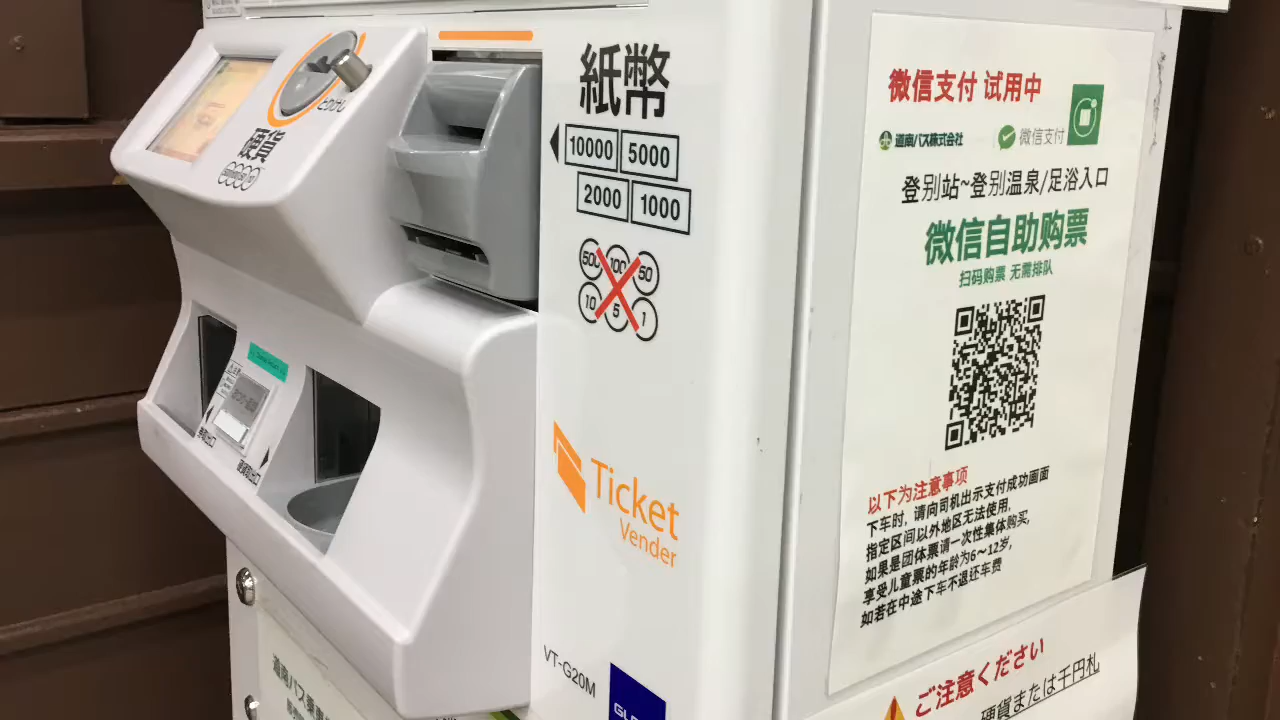 とりけし
硬貨
紙幣
10000
5000
2000
1000
500
100
50
10
5
1
Ticket
Vender
VT-G20M
微信支付 试用中
道南バス株式会社
微信支付
登别站~登别温泉/足浴入口
微信自助购票
扫码购票 无需排队
以下为注意事项
下车时, 请向司机出示支付成功画面
指定区间以外地区无法使用,
如果是团体票请一次性集体购买,
享受儿童票的年龄为6～12岁,
如若在中途下车不退还车费
ご注意ください
硬貨または千円札